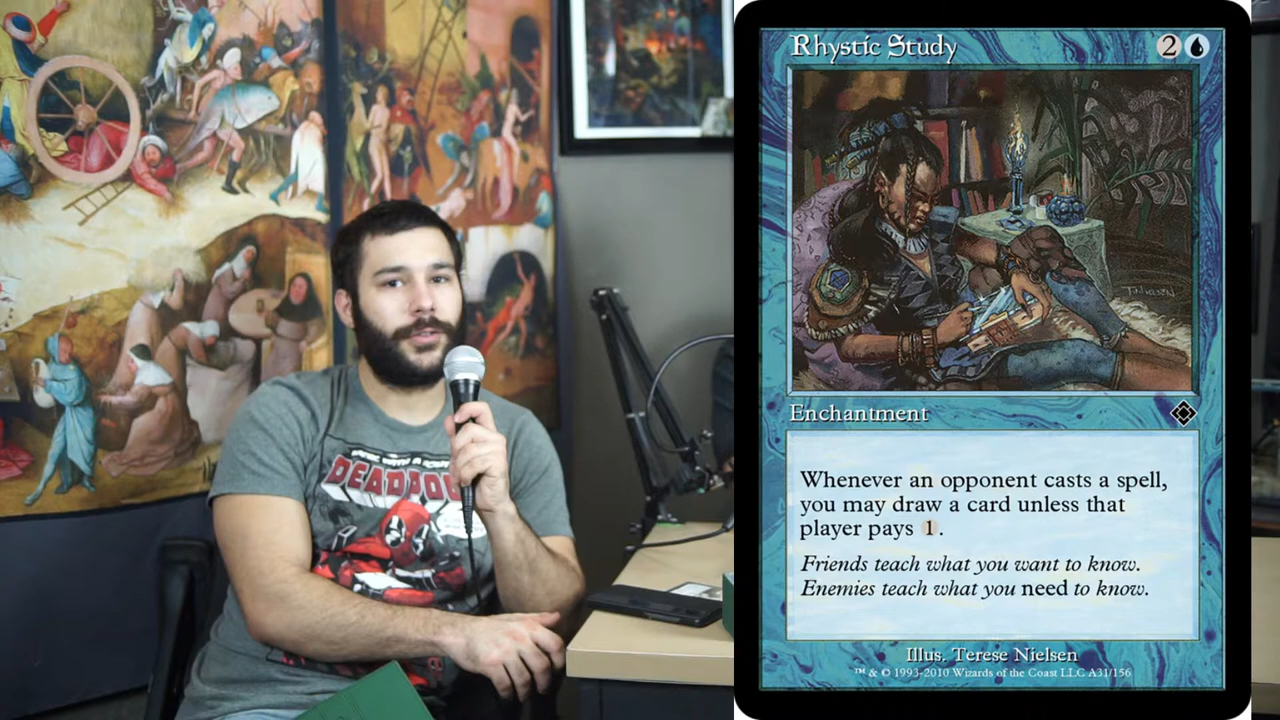 DEADPOOL
Rhystic Study
2
T. NIELSEN
Enchantment
Whenever an opponent casts a spell,
you may draw a card unless that
player pays 1.
Friends teach what you want to know.
Enemies teach what you need to know.
Illus. Terese Nielsen
™ & © 1993-2010 Wizards of the Coast LLC A31/156